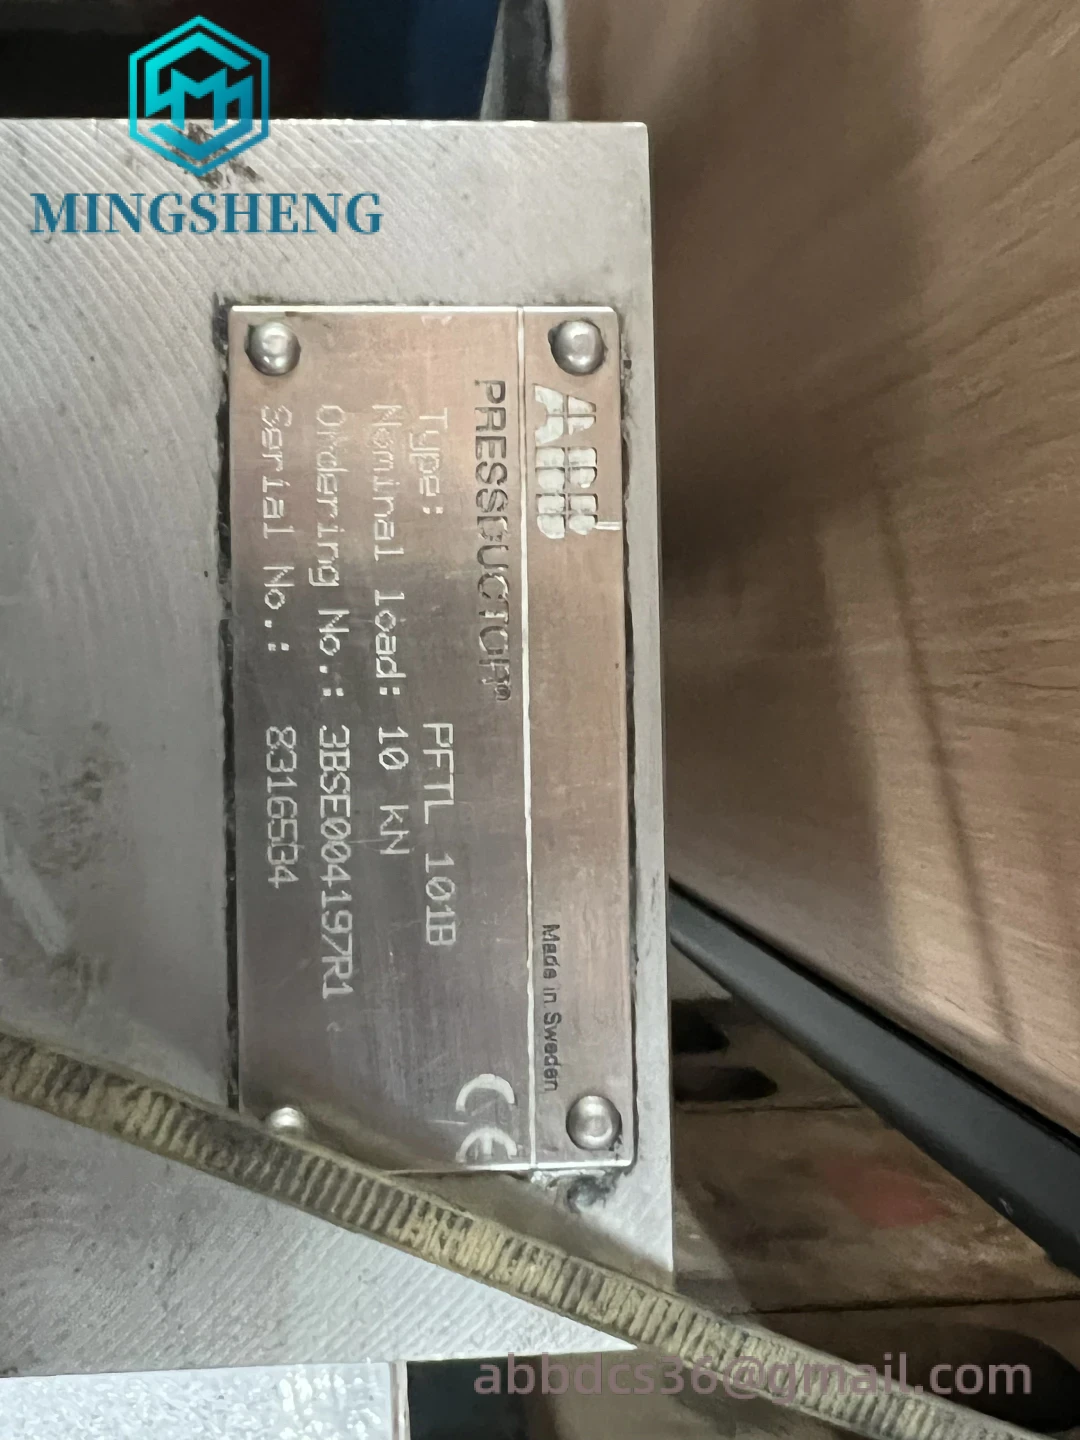 MINGSHENG
ABB
Made in Sweden
PRESSDUCTOR®
Type: PFTL 101B
Nominal load: 10 kN
Ordering No.: 3BSE004197R1
Serial No.: 8316534
CE
abbdcs36@gmail.com